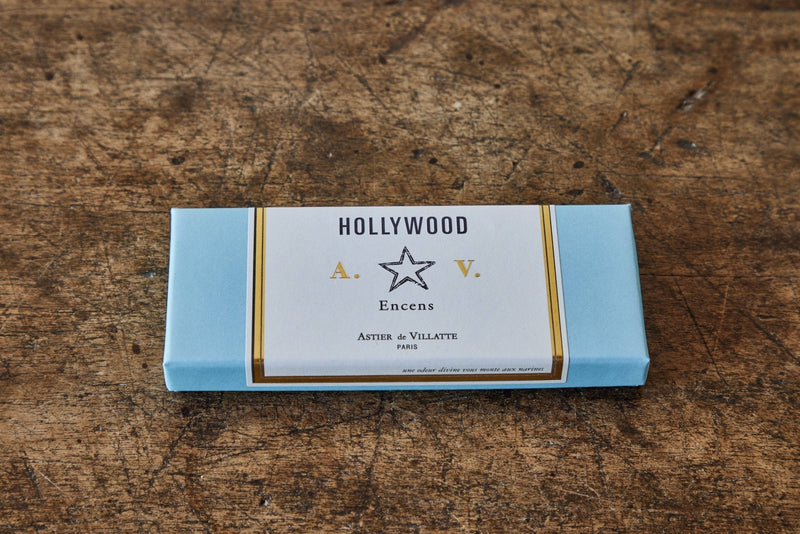 HOLLYWOOD
A. V.
Encens
ASTIER de VILLATTE
PARIS
une odeur divine vous monte aux narines